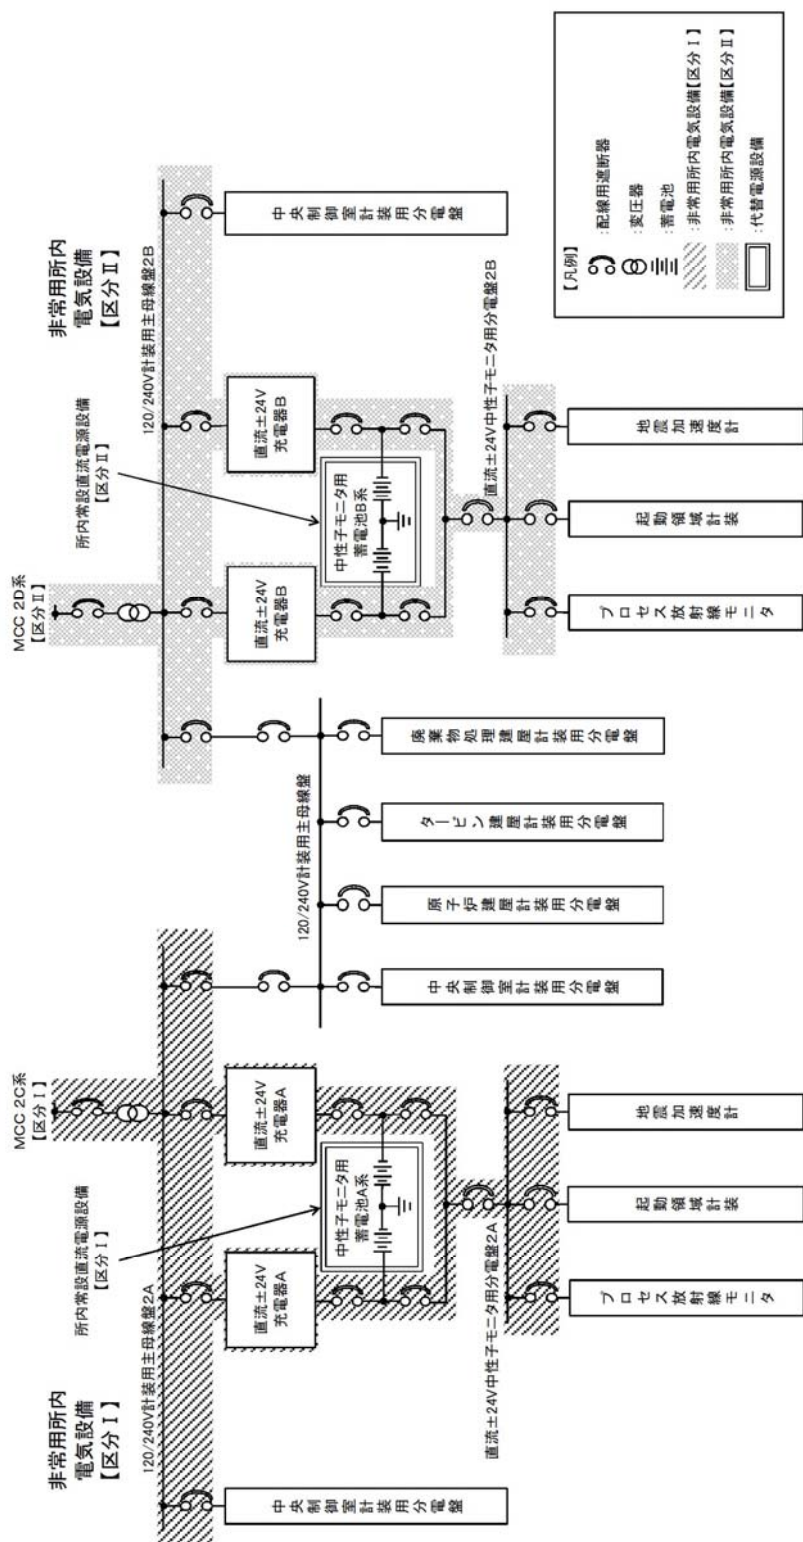 非常用所内
電気設備
【区分Ⅰ】
MCC 2C系
【区分Ⅰ】
所内常設直流電源設備
【区分Ⅰ】
120/240V計装用主母線盤2A
直流±24V
充電器A
直流±24V
充電器A
中性子モニタ用
蓄電池A系
直流±24V中性子モニタ用分電盤2A
中央制御室計装用分電盤
プロセス放射線モニタ
起動領域計装
地震加速度計
120/240V計装用主母線盤
中央制御室計装用分電盤
原子炉建屋計装用分電盤
タービン建屋計装用分電盤
廃棄物処理建屋計装用分電盤
MCC 2D系
【区分Ⅱ】
所内常設直流電源設備
【区分Ⅱ】
非常用所内
電気設備
【区分Ⅱ】
120/240V計装用主母線盤2B
直流±24V
充電器B
直流±24V
充電器B
中性子モニタ用
蓄電池B系
直流±24V中性子モニタ用分電盤2B
プロセス放射線モニタ
起動領域計装
地震加速度計
中央制御室計装用分電盤
【凡例】
:配線用遮断器
:変圧器
:蓄電池
:非常用所内電気設備【区分Ⅰ】
:非常用所内電気設備【区分Ⅱ】
:代替電源設備